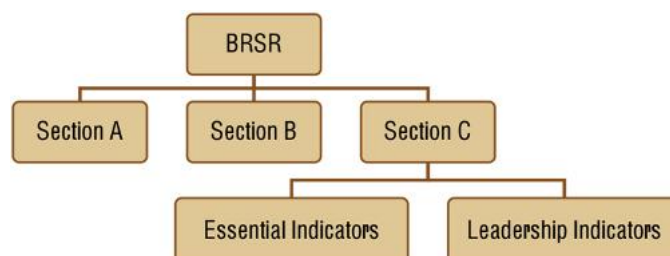 BRSR
Section A
Section B
Section C
Essential Indicators
Leadership Indicators